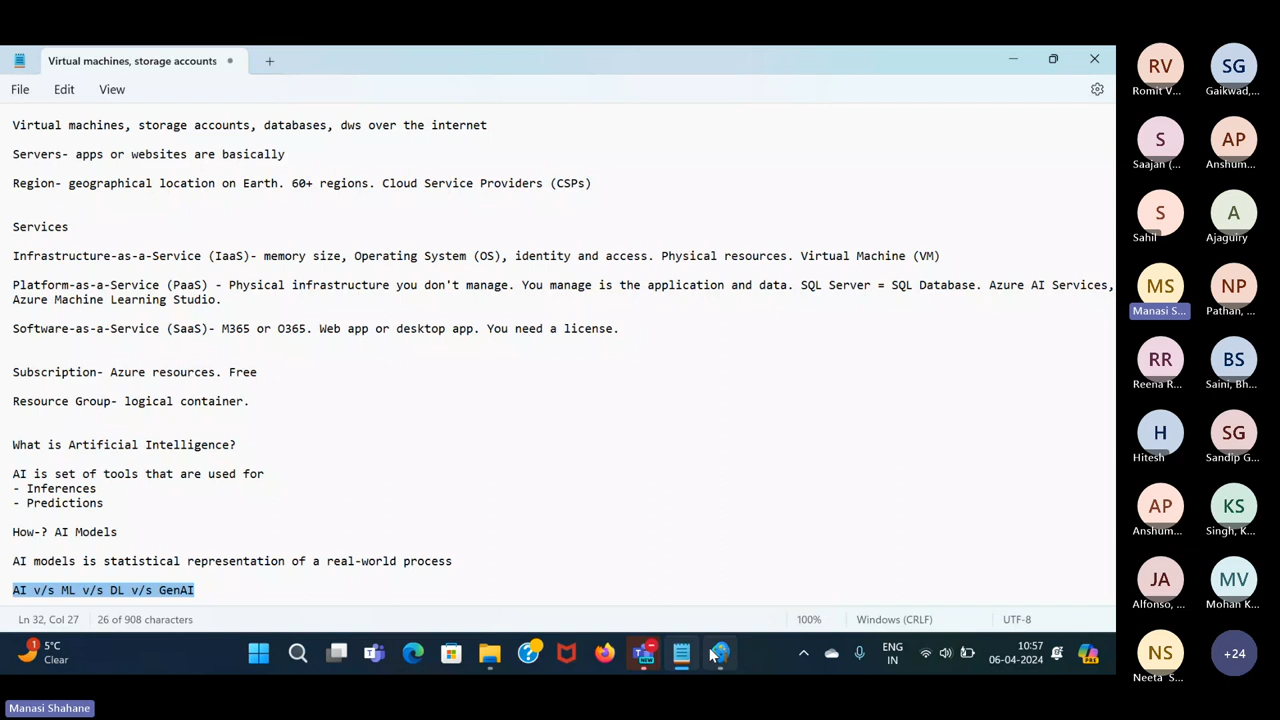 Virtual machines, storage accounts
File Edit View
Virtual machines, storage accounts, databases, dws over the internet
Servers- apps or websites are basically
Region- geographical location on Earth. 60+ regions. Cloud Service Providers (CSPs)
Services
Infrastructure-as-a-Service (IaaS)- memory size, Operating System (OS), identity and access. Physical resources. Virtual Machine (VM)
Platform-as-a-Service (PaaS) - Physical infrastructure you don't manage. You manage is the application and data. SQL Server = SQL Database. Azure AI Services,
Azure Machine Learning Studio.
Software-as-a-Service (SaaS)- M365 or O365. Web app or desktop app. You need a license.
Subscription- Azure resources. Free
Resource Group- logical container.
What is Artificial Intelligence?
AI is set of tools that are used for
- Inferences
- Predictions
How-? AI Models
AI models is statistical representation of a real-world process
AI v/s ML v/s DL v/s GenAI
Ln 32, Col 27 26 of 908 characters 100% Windows (CRLF) UTF-8
1
5°C
Clear
NEW
ENG
IN
10:57
06-04-2024
PRE
Manasi Shahane
RV SG
Romit V... Gaikwad,...
S AP
Saajan (... Anshum...
S A
Sahil Ajaguiry
MS NP
Manasi S... Pathan, ...
RR BS
Reena R... Saini, Bh...
H SG
Hitesh Sandip G...
AP KS
Anshum... Singh, K...
JA MV
Alfonso, ... Mohan K...
NS +24
Neeta S...